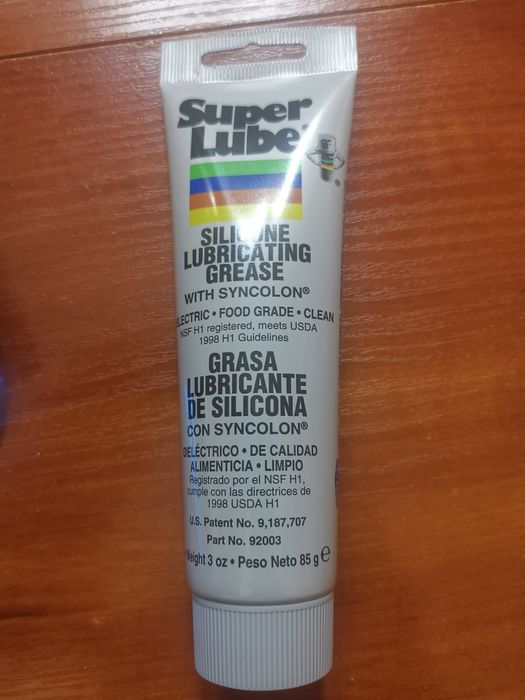 Super
Lube®
SILICONE
LUBRICATING
GREASE
WITH SYNCOLON®
ELECTRIC • FOOD GRADE • CLEAN
NSF H1 registered, meets USDA
1998 H1 Guidelines
GRASA
LUBRICANTE
DE SILICONA
CON SYNCOLON®
DIELÉCTRICO • DE CALIDAD
ALIMENTICIA • LIMPIO
Registrado por el NSF H1,
cumple con las directrices de
1998 USDA H1
U.S. Patent No. 9,187,707
Part No. 92003
Weight 3 oz • Peso Neto 85 g ℮